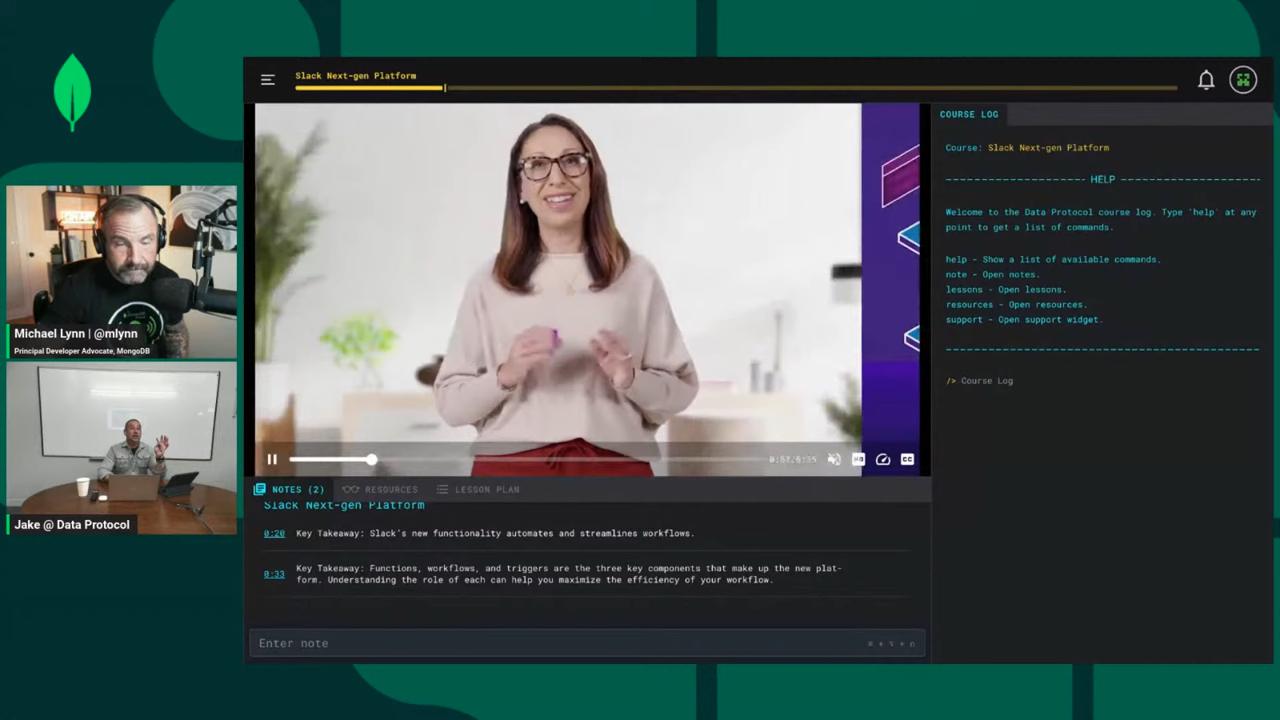 Slack Next-gen Platform
COURSE LOG
Course: Slack Next-gen Platform
HELP
Welcome to the Data Protocol course log. Type 'help' at any
point to get a list of commands.
help - Show a list of available commands.
note - Open notes.
lessons - Open lessons.
resources - Open resources.
support - Open support widget.
/> Course Log
Michael Lynn | @mlynn
Principal Developer Advocate, MongoDB
Jake @ Data Protocol
HD
CC
NOTES (2)
RESOURCES
LESSON PLAN
Slack Next-gen Platform
0:20 Key Takeaway: Slack's new functionality automates and streamlines workflows.
0:33 Key Takeaway: Functions, workflows, and triggers are the three key components that make up the new plat-
form. Understanding the role of each can help you maximize the efficiency of your workflow.
Enter note